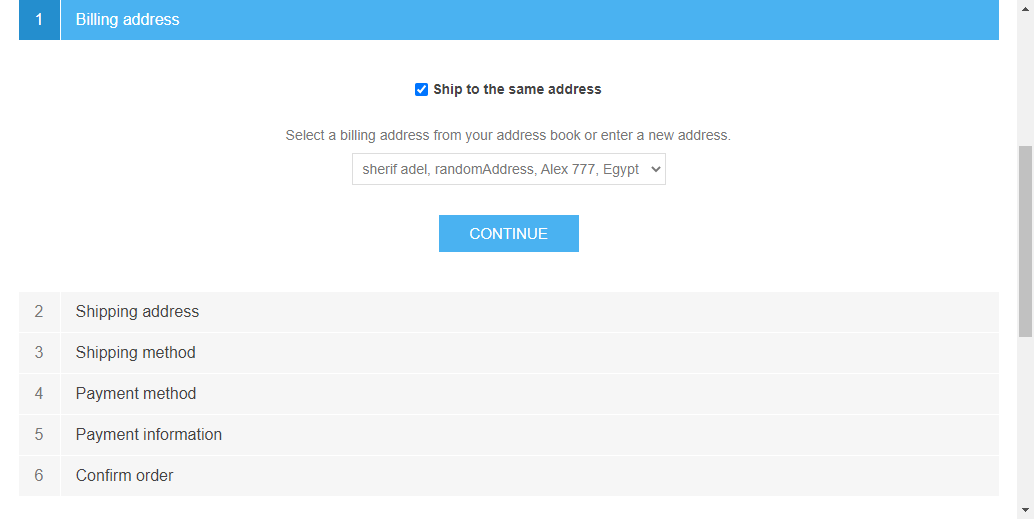 1 Billing address
Ship to the same address
Select a billing address from your address book or enter a new address.
sherif adel, randomAddress, Alex 777, Egypt
CONTINUE
2 Shipping address
3 Shipping method
4 Payment method
5 Payment information
6 Confirm order